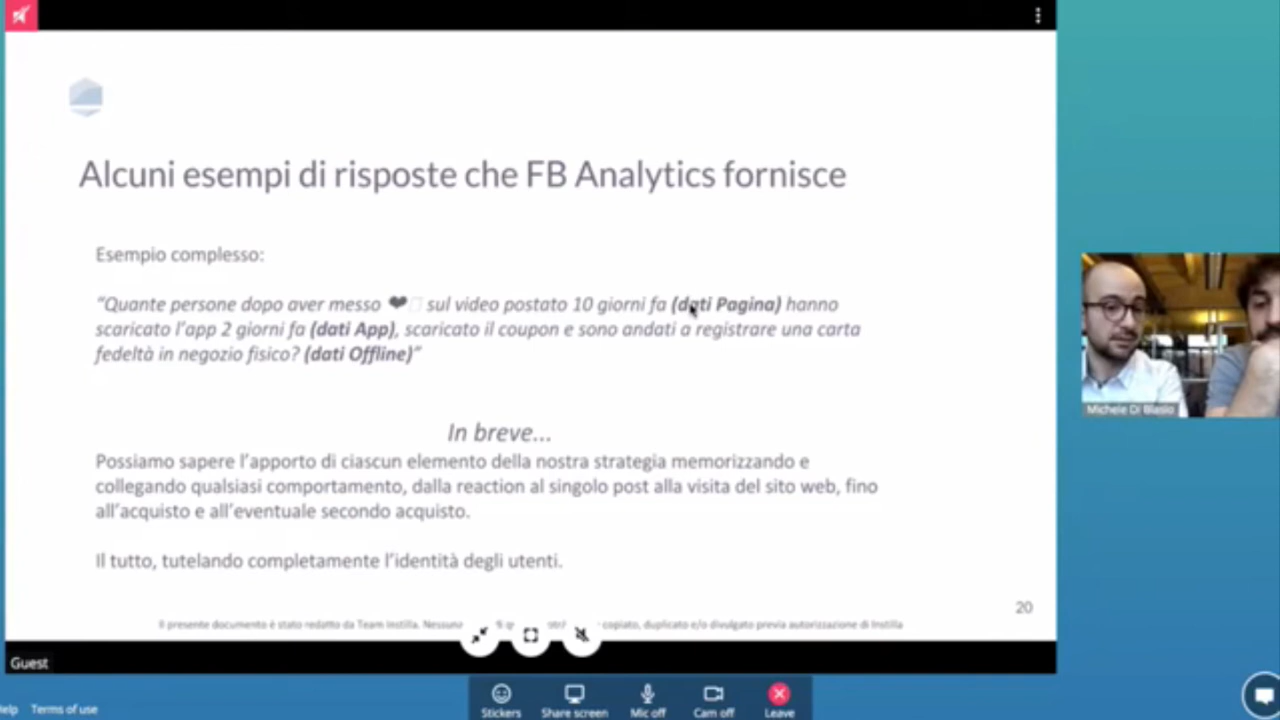 Alcuni esempi di risposte che FB Analytics fornisce
Esempio complesso:
“Quante persone dopo aver messo ❤ sul video postato 10 giorni fa (dati Pagina) hanno
scaricato l’app 2 giorni fa (dati App), scaricato il coupon e sono andati a registrare una carta
fedeltà in negozio fisico? (dati Offline)”
In breve...
Possiamo sapere l’apporto di ciascun elemento della nostra strategia memorizzando e
collegando qualsiasi comportamento, dalla reaction al singolo post alla visita del sito web, fino
all’acquisto e all’eventuale secondo acquisto.
Il tutto, tutelando completamente l’identità degli utenti.
20
Il presente documento è stato redatto da Team Instilla. copiato, duplicato e/o divulgato previa autorizzazione di Instilla
Michele Di Blasio
Guest
Terms of use
Stickers Share screen Mic off Cam off Leave